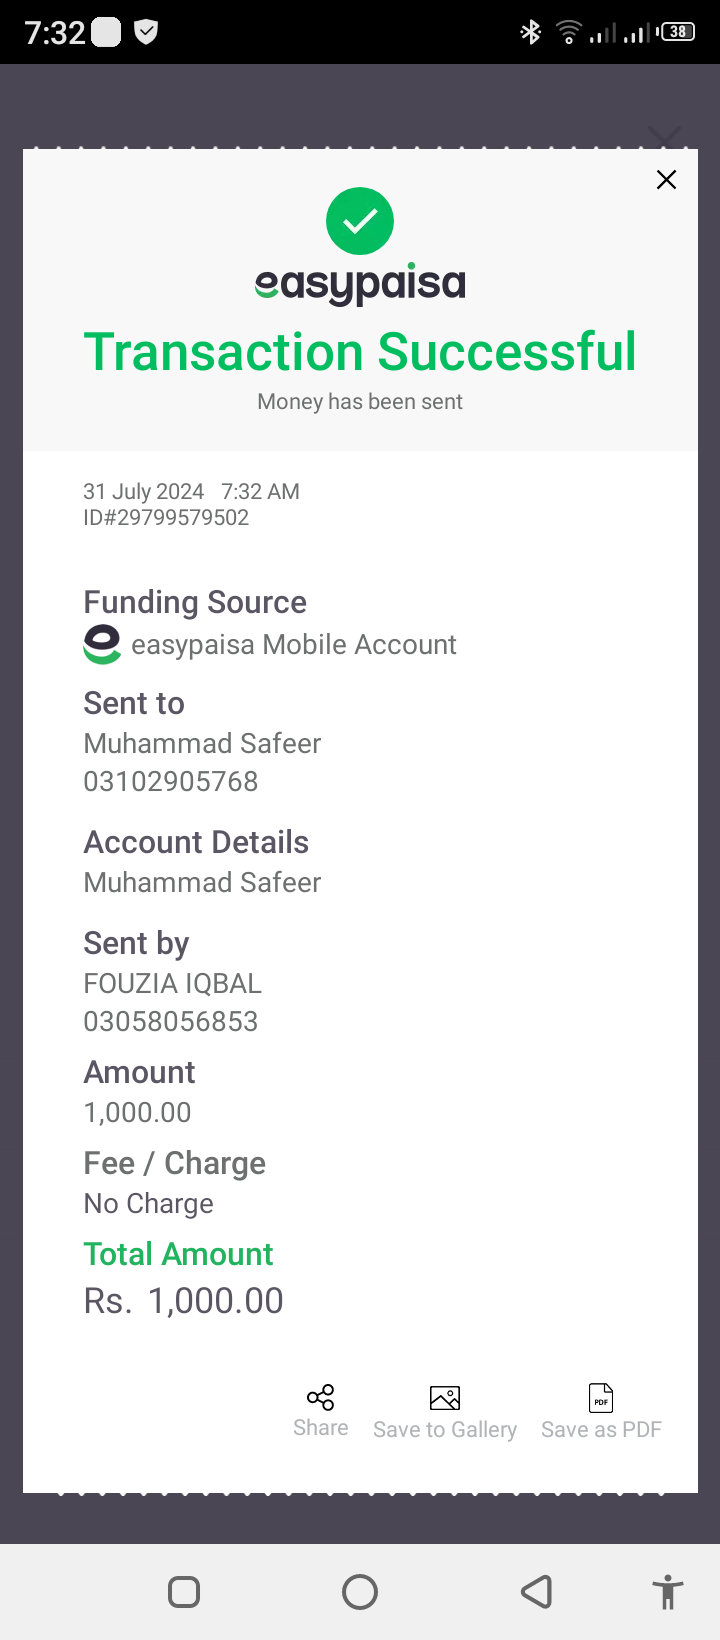 7:32
38
easypaisa
Transaction Successful
Money has been sent
31 July 2024 7:32 AM
ID#29799579502
Funding Source
easypaisa Mobile Account
Sent to
Muhammad Safeer
03102905768
Account Details
Muhammad Safeer
Sent by
FOUZIA IQBAL
03058056853
Amount
1,000.00
Fee / Charge
No Charge
Total Amount
Rs. 1,000.00
PDF
Share Save to Gallery Save as PDF